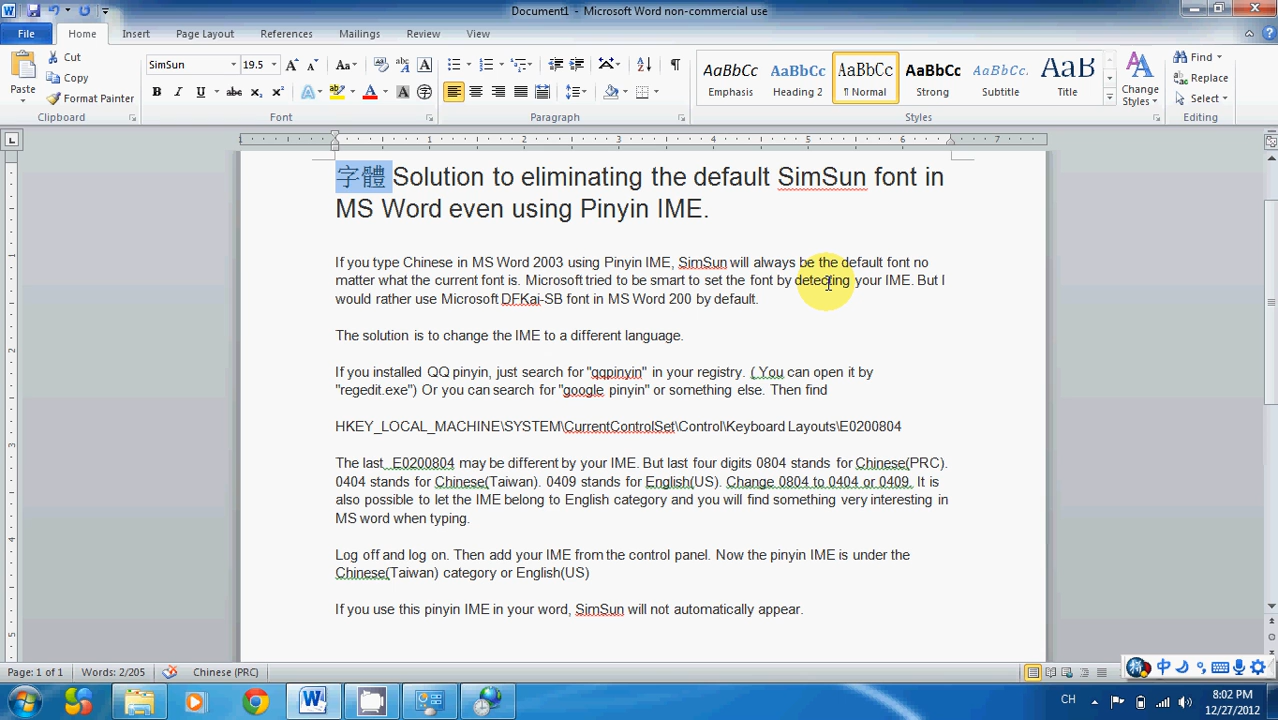 Document1 - Microsoft Word non-commercial use
File Home Insert Page Layout References Mailings Review View
Paste
Cut
Copy
Format Painter
Clipboard
SimSun 19.5
Font
Paragraph
AaBbCc AaBbCc AaBbCc AaBbCc AaBbCc. AaB
Emphasis Heading 2 ¶ Normal Strong Subtitle Title
Change Styles
Styles
Find
Replace
Select
Editing
字體 Solution to eliminating the default SimSun font in
MS Word even using Pinyin IME.
If you type Chinese in MS Word 2003 using Pinyin IME, SimSun will always be the default font no
matter what the current font is. Microsoft tried to be smart to set the font by detecting your IME. But I
would rather use Microsoft DFKai-SB font in MS Word 200 by default.
The solution is to change the IME to a different language.
If you installed QQ pinyin, just search for "qqpinyin" in your registry. ( You can open it by
"regedit.exe") Or you can search for "google pinyin" or something else. Then find
HKEY_LOCAL_MACHINE\SYSTEM\CurrentControlSet\Control\Keyboard Layouts\E0200804
The last  E0200804 may be different by your IME. But last four digits 0804 stands for Chinese(PRC).
0404 stands for Chinese(Taiwan). 0409 stands for English(US). Change 0804 to 0404 or 0409. It is
also possible to let the IME belong to English category and you will find something very interesting in
MS word when typing.
Log off and log on. Then add your IME from the control panel. Now the pinyin IME is under the
Chinese(Taiwan) category or English(US)
If you use this pinyin IME in your word, SimSun will not automatically appear.
Page: 1 of 1 Words: 2/205 Chinese (PRC)
中
CH
8:02 PM
12/27/2012